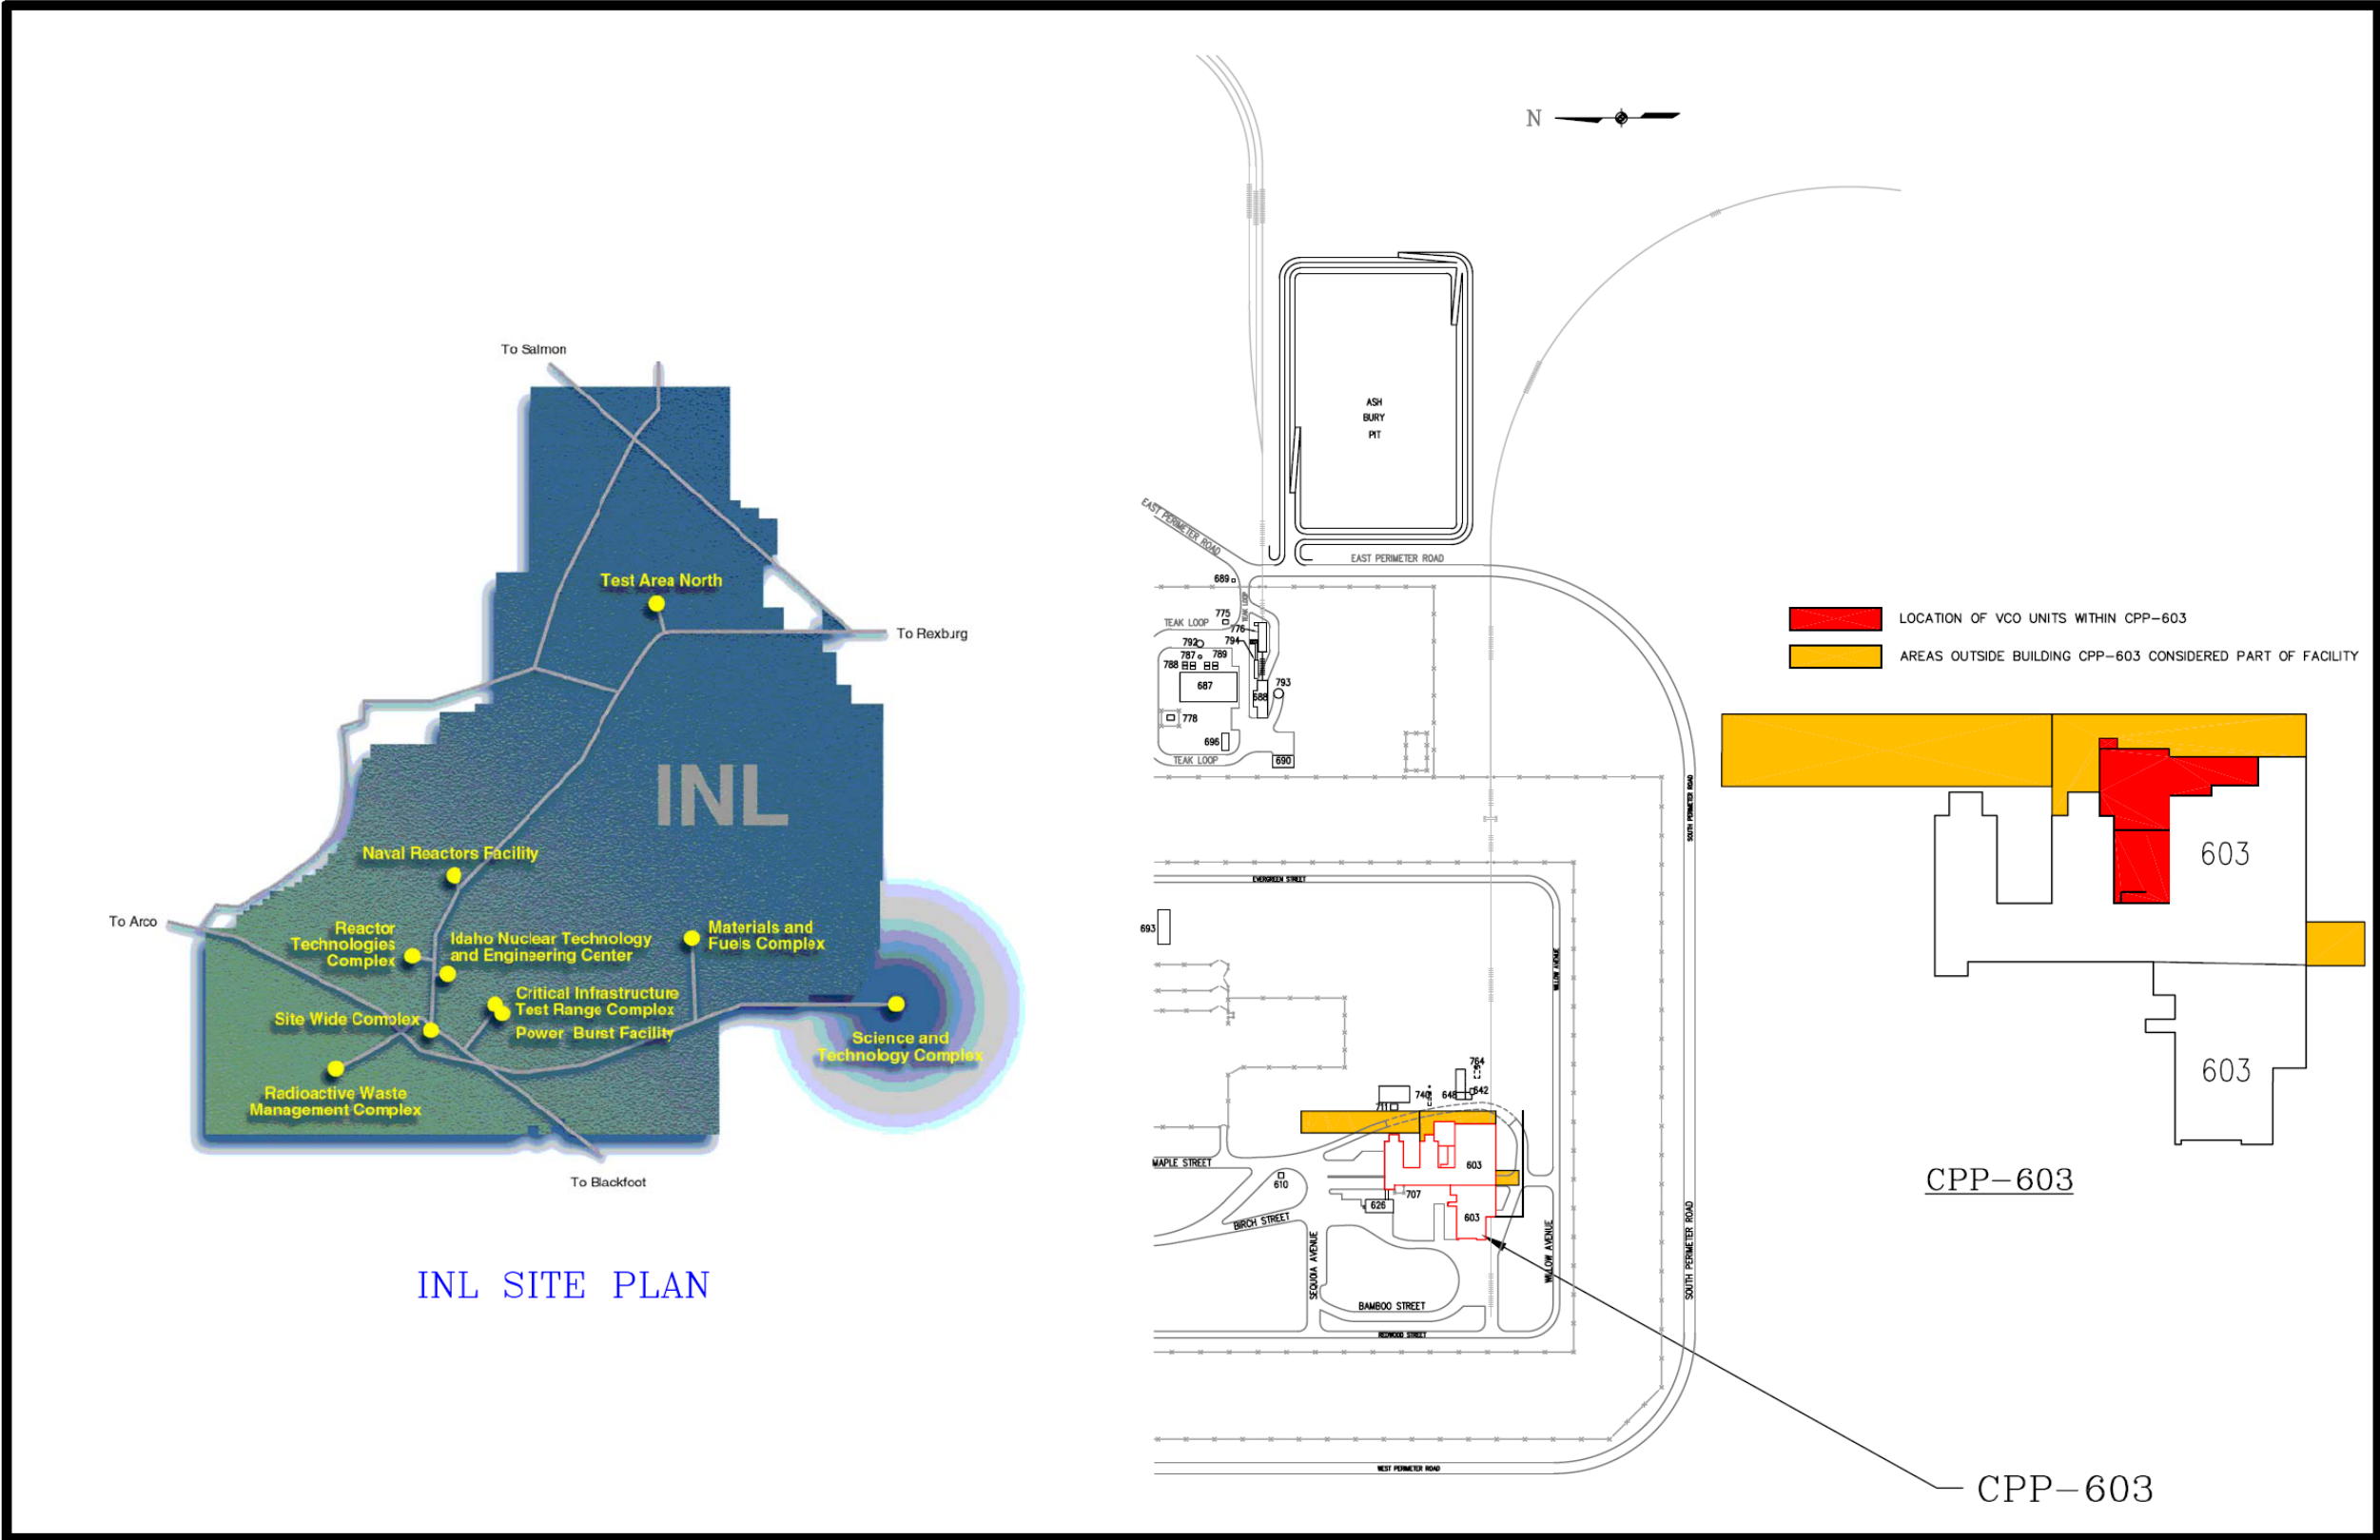 To Salmon
Test Area North
To Rexburg
INL
Naval Reactors Facility
To Arco
Reactor
Technologies
Complex
Idaho Nuclear Technology
and Engineering Center
Materials and
Fuels Complex
Critical Infrastructure
Test Range Complex
Power Burst Facility
Site Wide Complex
Science and
Technology Complex
Radioactive Waste
Management Complex
To Blackfoot
INL SITE PLAN
N
ASH
BURY
PIT
EAST PERIMETER ROAD
EAST PERIMETER ROAD
689
TEAK LOOP
775
TEAK LOOP
776
792
794
787
789
788
687
688
793
778
696
TEAK LOOP
690
SOUTH PERIMETER ROAD
EVERGREEN STREET
693
WILLOW AVENUE
764
740
648
642
711
MAPLE STREET
603
610
707
626
BIRCH STREET
603
SEQUOIA AVENUE
WILLOW AVENUE
SOUTH PERIMETER ROAD
BAMBOO STREET
REDWOOD STREET
WEST PERIMETER ROAD
LOCATION OF VCO UNITS WITHIN CPP-603
AREAS OUTSIDE BUILDING CPP-603 CONSIDERED PART OF FACILITY
603
603
CPP-603
CPP-603